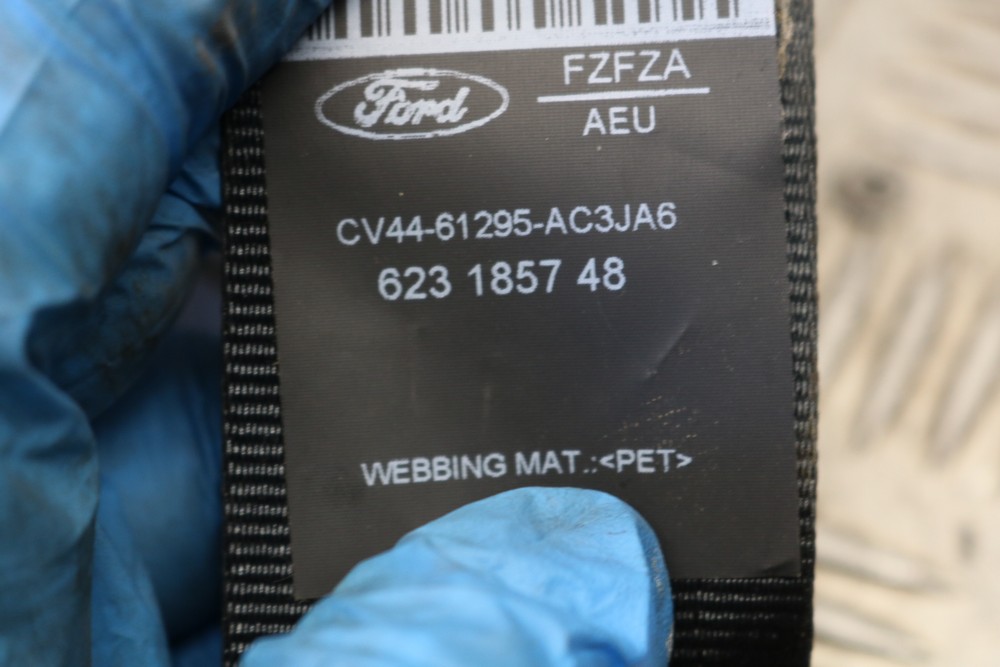 Ford
FZFZA
AEU
CV44-61295-AC3JA6
623 1857 48
WEBBING MAT.:<PET>